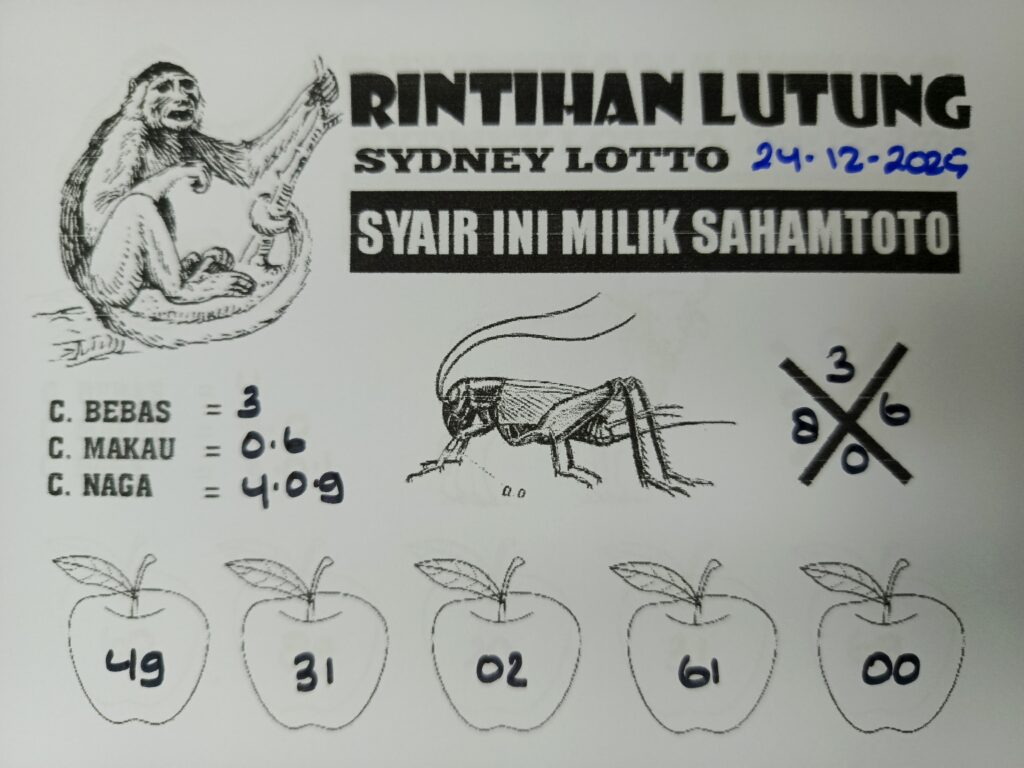 RINTIHAN LUTUNG
SYDNEY LOTTO 24-12-2025
SYAIR INI MILIK SAHAMTOTO
C. BEBAS = 3
C. MAKAU = 0.6
C. NAGA = 4.0.9
3
8 6
0
49 31 02 61 00